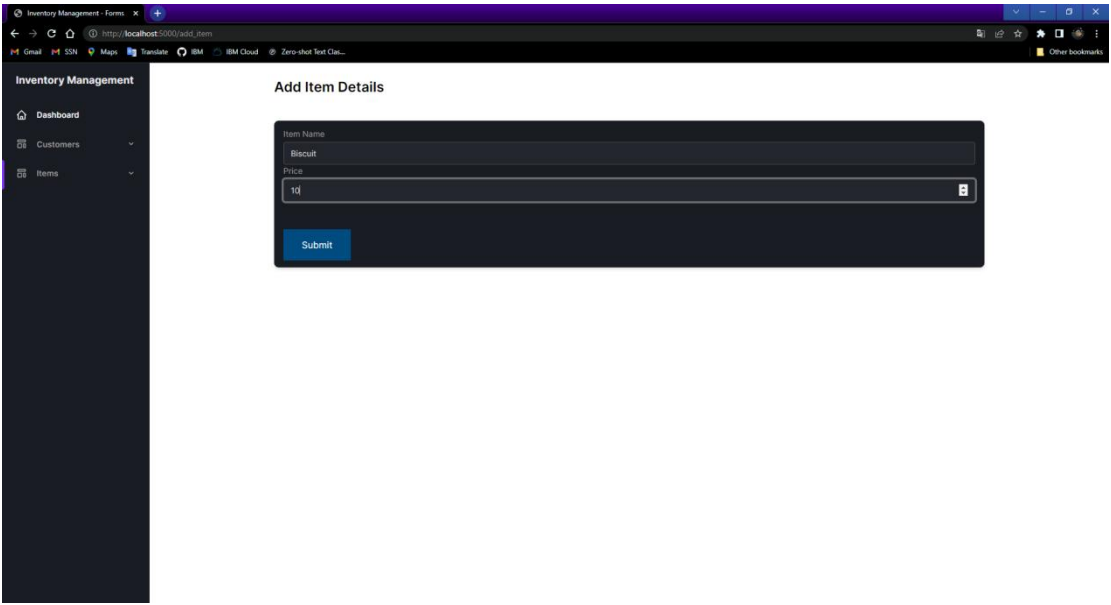 Inventory Management - Forms
http://localhost:5000/add_item
Gmail SSN Maps Translate IBM IBM Cloud Zero-shot Text Clas... Other bookmarks
Inventory Management
Dashboard
Customers
Items
Add Item Details
Item Name
Biscuit
Price
10
Submit